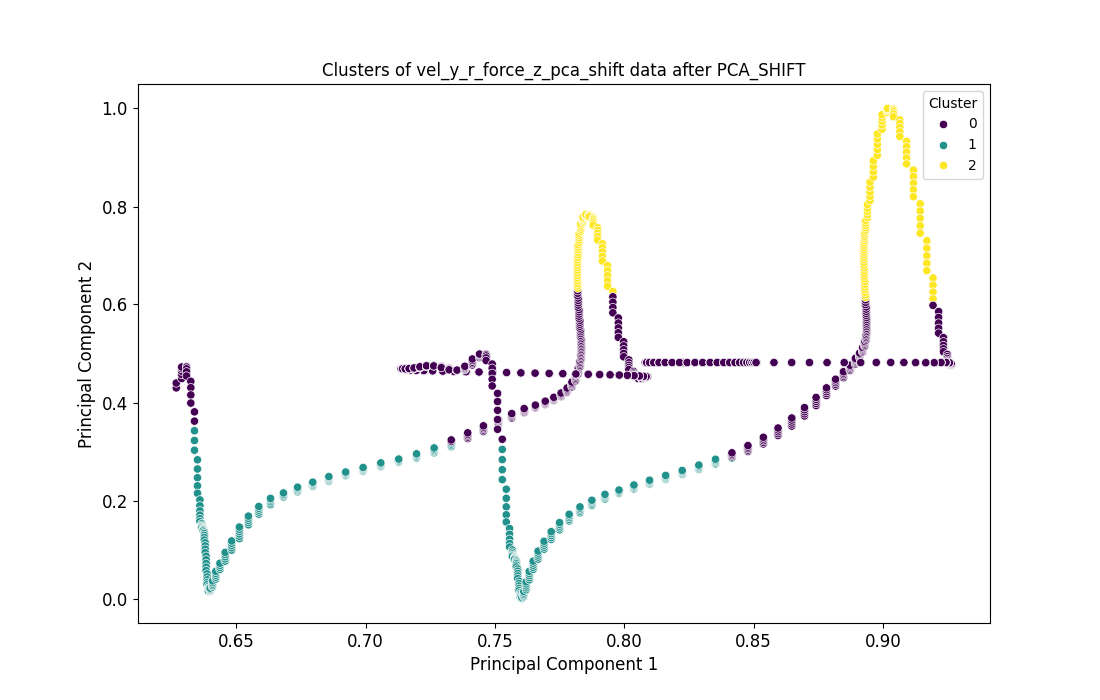 Clusters of vel_y_r_force_z_pca_shift data after PCA_SHIFT
Cluster
0
1
2
1.0
0.8
0.6
0.4
0.2
0.0
Principal Component 2
0.65 0.70 0.75 0.80 0.85 0.90
Principal Component 1